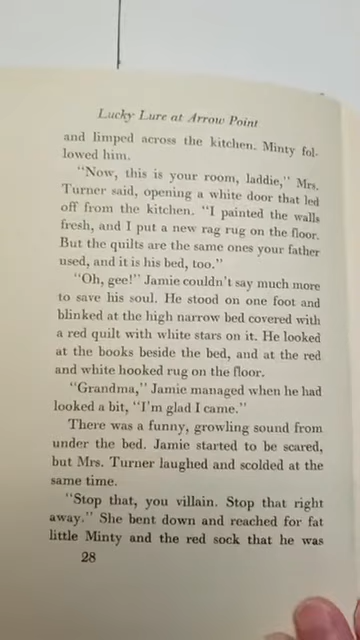 Lucky Lure at Arrow Point
and limped across the kitchen. Minty fol-
lowed him.
"Now, this is your room, laddie," Mrs.
Turner said, opening a white door that led
off from the kitchen. "I painted the walls
fresh, and I put a new rag rug on the floor.
But the quilts are the same ones your father
used, and it is his bed, too."
"Oh, gee!" Jamie couldn't say much more
to save his soul. He stood on one foot and
blinked at the high narrow bed covered with
a red quilt with white stars on it. He looked
at the books beside the bed, and at the red
and white hooked rug on the floor.
"Grandma," Jamie managed when he had
looked a bit, "I'm glad I came."
There was a funny, growling sound from
under the bed. Jamie started to be scared,
but Mrs. Turner laughed and scolded at the
same time.
"Stop that, you villain. Stop that right
away." She bent down and reached for fat
little Minty and the red sock that he was
28